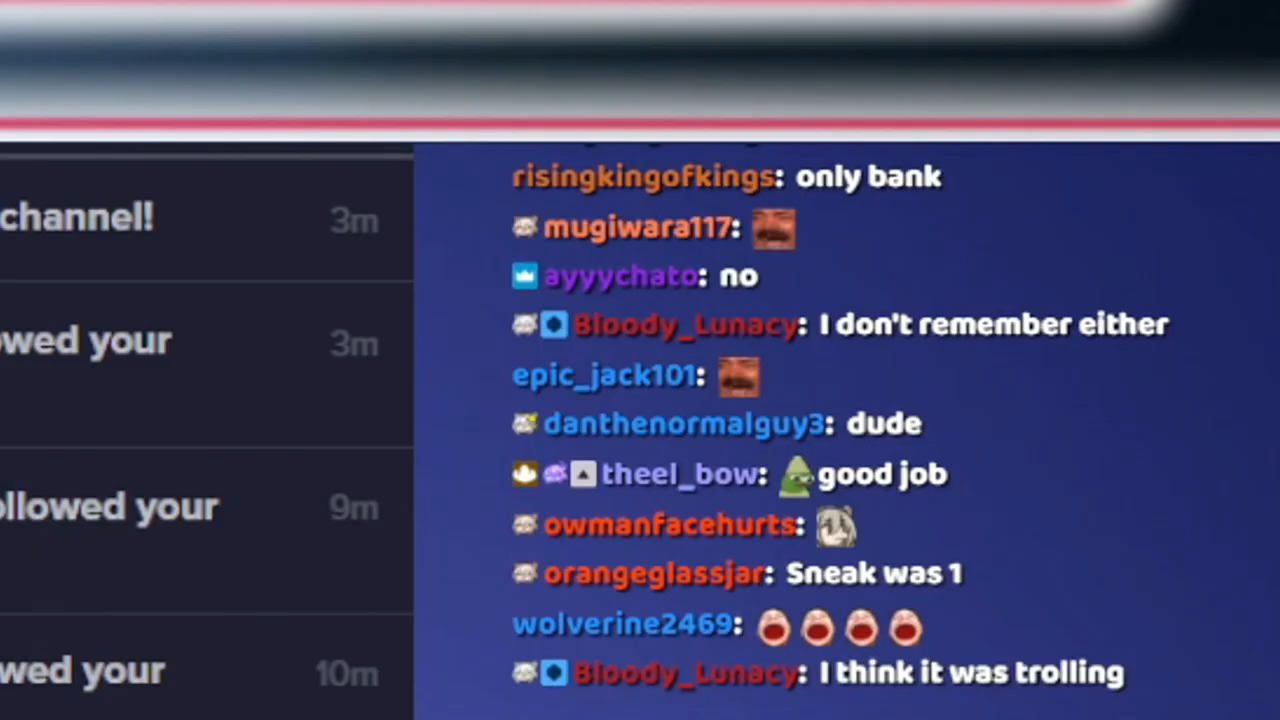 channel! 3m
owed your 3m
ollowed your 9m
wed your 10m
risingkingofkings: only bank
mugiwara117:
ayyychato: no
Bloody_Lunacy: I don't remember either
epic_jack101:
danthenormalguy3: dude
theel_bow: good job
owmanfacehurts:
orangeglassjar: Sneak was 1
wolverine2469:
Bloody_Lunacy: I think it was trolling